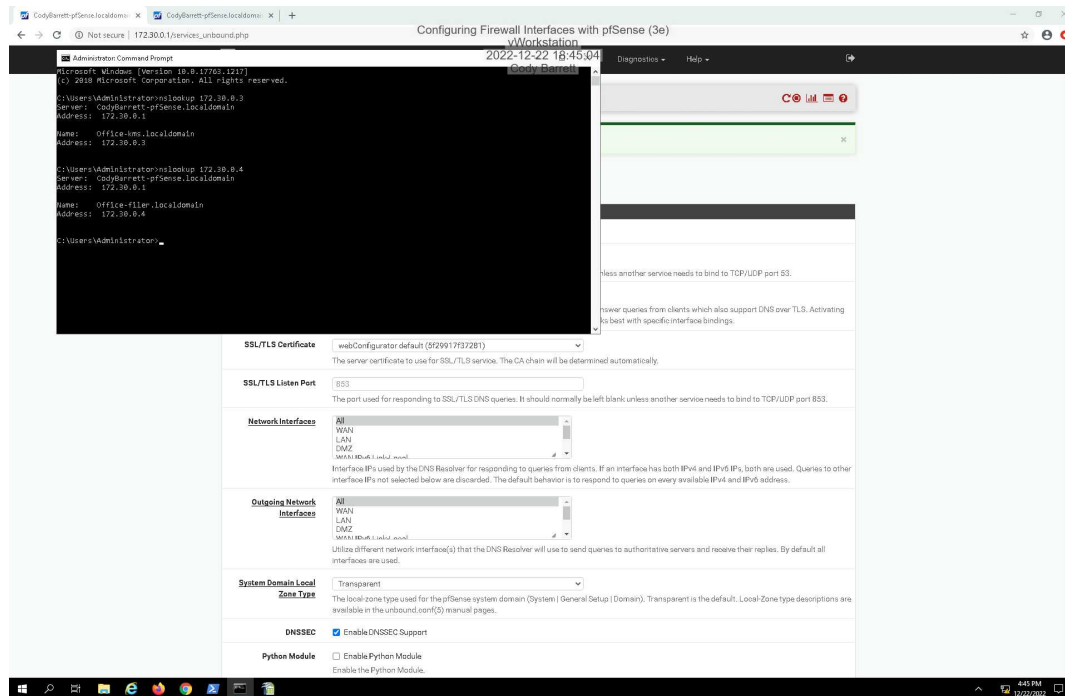 CodyBarrett-pfSense.localdomai
CodyBarrett-pfSense.localdomai
Not secure | 172.30.0.1/services_unbound.php
Configuring Firewall Interfaces with pfSense (3e)
vWorkstation
2022-12-22 18:45:04
Cody Barrett
Diagnostics
Help
Administrator: Command Prompt
Microsoft Windows [Version 10.0.17763.1217]
(c) 2018 Microsoft Corporation. All rights reserved.
C:\Users\Administrator>nslookup 172.30.0.3
Server: CodyBarrett-pfSense.localdomain
Address: 172.30.0.1
Name: Office-kms.localdomain
Address: 172.30.0.3
C:\Users\Administrator>nslookup 172.30.0.4
Server: CodyBarrett-pfSense.localdomain
Address: 172.30.0.1
Name: Office-filer.localdomain
Address: 172.30.0.4
C:\Users\Administrator>
unless another service needs to bind to TCP/UDP port 53.
answer queries from clients which also support DNS over TLS. Activating
best with specific interface bindings.
SSL/TLS Certificate
webConfigurator default (5f29917f37281)
The server certificate to use for SSL/TLS service. The CA chain will be determined automatically.
SSL/TLS Listen Port
853
The port used for responding to SSL/TLS DNS queries. It should normally be left blank unless another service needs to bind to TCP/UDP port 853.
Network Interfaces
All
WAN
LAN
DMZ
WAN IPv6 Link-Local
Interface IPs used by the DNS Resolver for responding to queries from clients. If an interface has both IPv4 and IPv6 IPs, both are used. Queries to other
interface IPs not selected below are discarded. The default behavior is to respond to queries on every available IPv4 and IPv6 address.
Outgoing Network
Interfaces
All
WAN
LAN
DMZ
WAN IPv6 Link-Local
Utilize different network interface(s) that the DNS Resolver will use to send queries to authoritative servers and receive their replies. By default all
interfaces are used.
System Domain Local
Zone Type
Transparent
The local-zone type used for the pfSense system domain (System | General Setup | Domain). Transparent is the default. Local-Zone type descriptions are
available in the unbound.conf(5) manual pages.
DNSSEC
Enable DNSSEC Support
Python Module
Enable Python Module
Enable the Python Module.
4:45 PM
12/22/2022